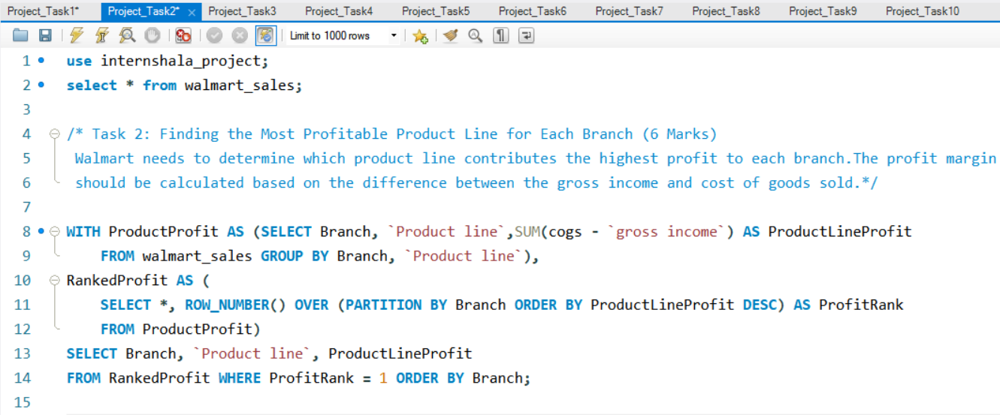 Project_Task1* Project_Task2* × Project_Task3 Project_Task4 Project_Task5 Project_Task6 Project_Task7 Project_Task8 Project_Task9 Project_Task10
Limit to 1000 rows
1 use internshala_project;
2 select * from walmart_sales;
3
4 /* Task 2: Finding the Most Profitable Product Line for Each Branch (6 Marks)
5 Walmart needs to determine which product line contributes the highest profit to each branch.The profit margin
6 should be calculated based on the difference between the gross income and cost of goods sold.*/
7
8 WITH ProductProfit AS (SELECT Branch, `Product line`,SUM(cogs - `gross income`) AS ProductLineProfit
9 FROM walmart_sales GROUP BY Branch, `Product line`),
10 RankedProfit AS (
11 SELECT *, ROW_NUMBER() OVER (PARTITION BY Branch ORDER BY ProductLineProfit DESC) AS ProfitRank
12 FROM ProductProfit)
13 SELECT Branch, `Product line`, ProductLineProfit
14 FROM RankedProfit WHERE ProfitRank = 1 ORDER BY Branch;
15